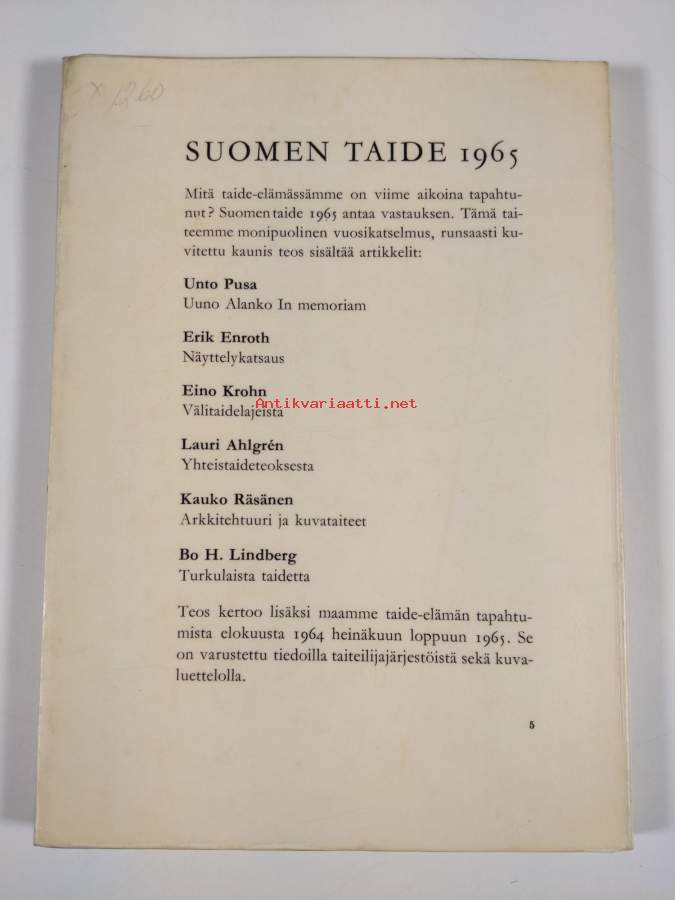 x 1260
SUOMEN TAIDE 1965
Mitä taide-elämässämme on viime aikoina tapahtu-
nut? Suomen taide 1965 antaa vastauksen. Tämä tai-
teemme monipuolinen vuosikatselmus, runsaasti ku-
vitettu kaunis teos sisältää artikkelit:
Unto Pusa
Uuno Alanko In memoriam
Erik Enroth
Näyttelykatsaus
Eino Krohn
Antikvariaatti.net
Välitaidelajeista
Lauri Ahlgrén
Yhteistaideteoksesta
Kauko Räsänen
Arkkitehtuuri ja kuvataiteet
Bo H. Lindberg
Turkulaista taidetta
Teos kertoo lisäksi maamme taide-elämän tapahtu-
mista elokuusta 1964 heinäkuun loppuun 1965. Se
on varustettu tiedoilla taiteilijajärjestöistä sekä kuva-
luettelolla.
5